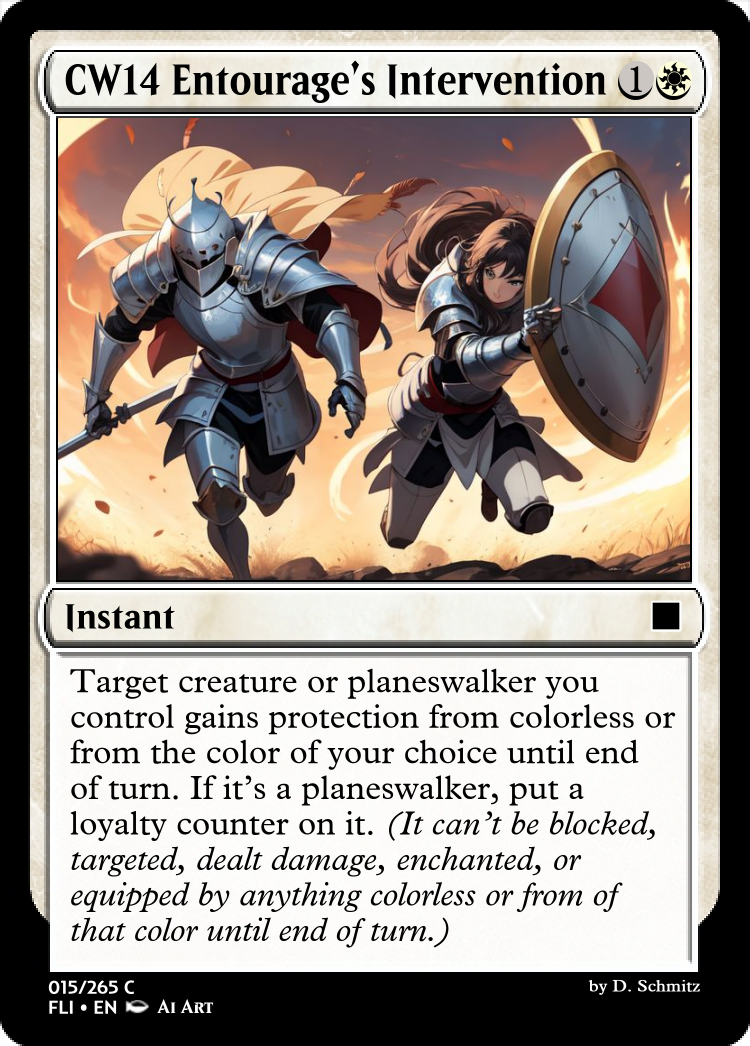 CW14 Entourage's Intervention 1
Instant
Target creature or planeswalker you
control gains protection from colorless or
from the color of your choice until end
of turn. If it's a planeswalker, put a
loyalty counter on it. (It can't be blocked,
targeted, dealt damage, enchanted, or
equipped by anything colorless or from of
that color until end of turn.)
015/265 C
by D. Schmitz
FLI • EN AI ART